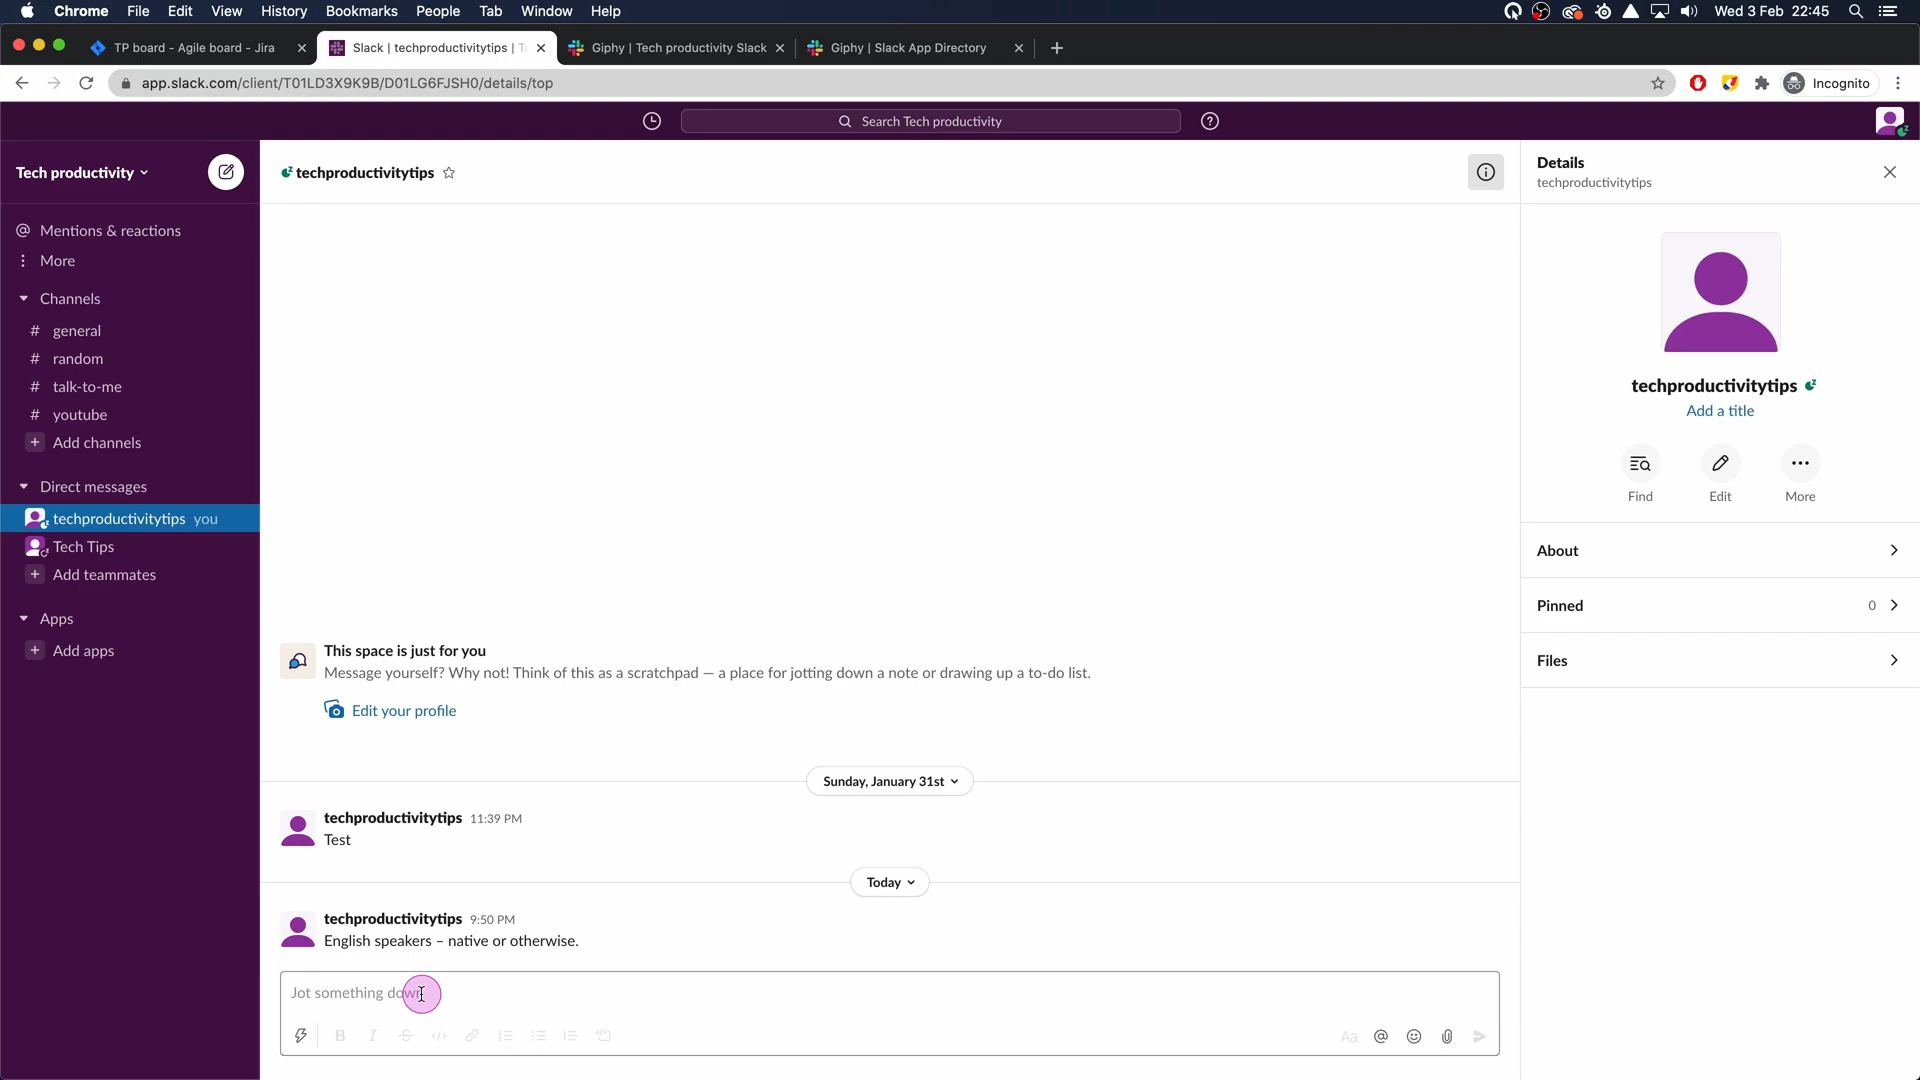 Chrome File Edit View History Bookmarks People Tab Window Help Wed 3 Feb 22:45
TP board - Agile board - Jira
Slack | techproductivitytips |
Giphy | Tech productivity Slack
Giphy | Slack App Directory
app.slack.com/client/T01LD3X9K9B/D01LG6FJSH0/details/top
Incognito
Search Tech productivity
Tech productivity
Mentions & reactions
More
Channels
# general
# random
# talk-to-me
# youtube
+ Add channels
Direct messages
techproductivitytips you
Tech Tips
+ Add teammates
Apps
+ Add apps
techproductivitytips
This space is just for you
Message yourself? Why not! Think of this as a scratchpad — a place for jotting down a note or drawing up a to-do list.
Edit your profile
Sunday, January 31st
techproductivitytips 11:39 PM
Test
Today
techproductivitytips 9:50 PM
English speakers – native or otherwise.
Jot something down
Aa @
Details
techproductivitytips
techproductivitytips
Add a title
Find Edit More
About
Pinned 0
Files